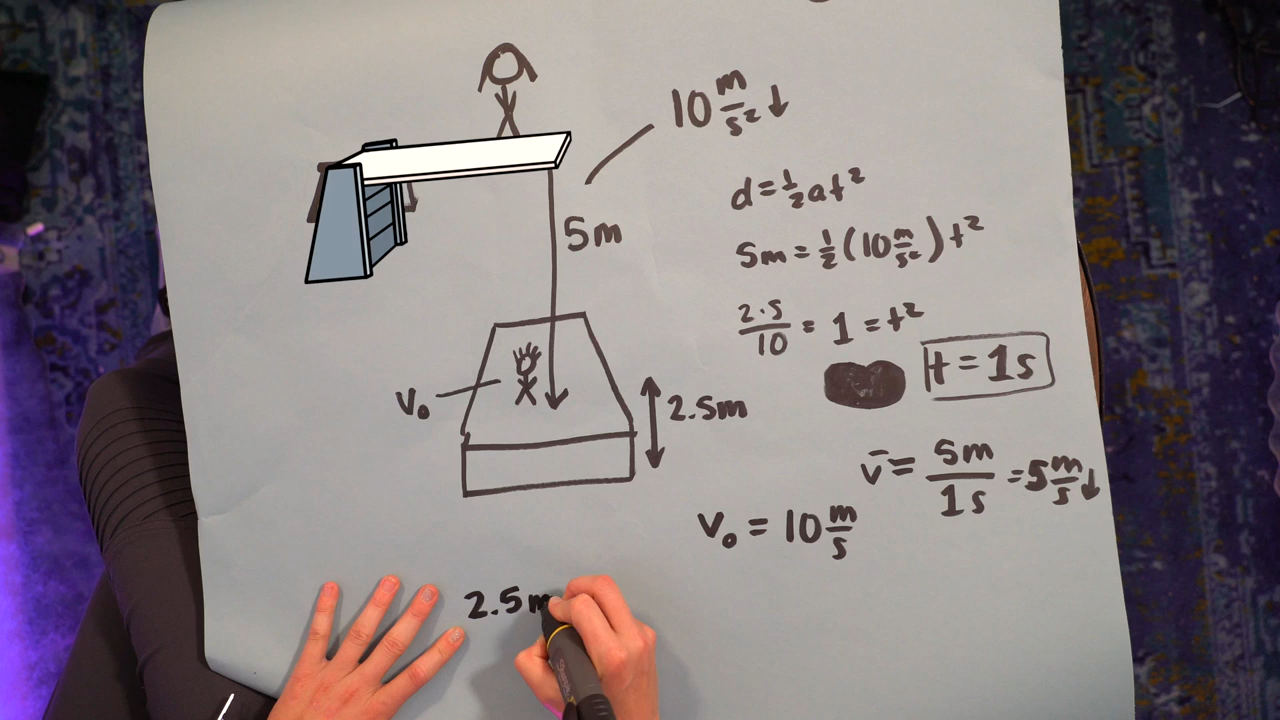 10 m/s² ↓
d = ½at²
5m = ½(10 m/s²)t²
5m
2·5/10 = 1 = t²
t = 1s
V₀
2.5m
v̄ = 5m/1s = 5 m/s ↓
V₀ = 10 m/s
2.5m